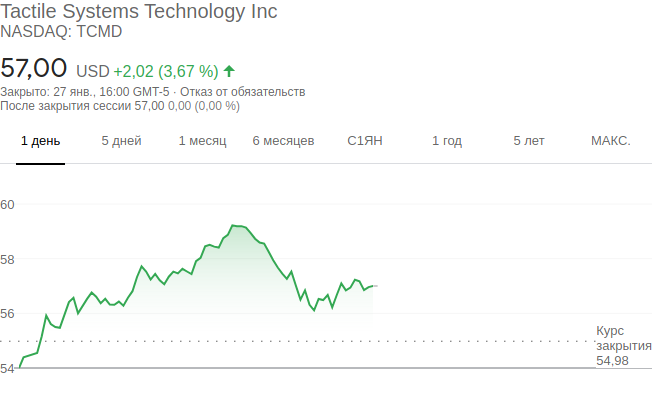 Tactile Systems Technology Inc
NASDAQ: TCMD
57,00 USD +2,02 (3,67 %)
Закрыто: 27 янв., 16:00 GMT-5 · Отказ от обязательств
После закрытия сессии 57,00 0,00 (0,00 %)
1 день 5 дней 1 месяц 6 месяцев С1ЯН 1 год 5 лет МАКС.
60
58
56
Курс
закрытия
54,98
54